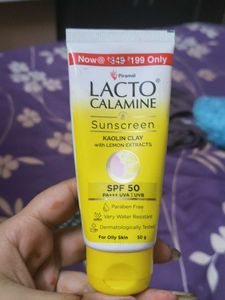 Now@ ₹349 ₹199 Only
Piramal
LACTO
CALAMINE
Sunscreen
KAOLIN CLAY
with LEMON EXTRACTS
SPF 50
PA+++ UVA | UVB
Paraben Free
Very Water Resistant
Dermatologically Tested
For Oily Skin 50 g